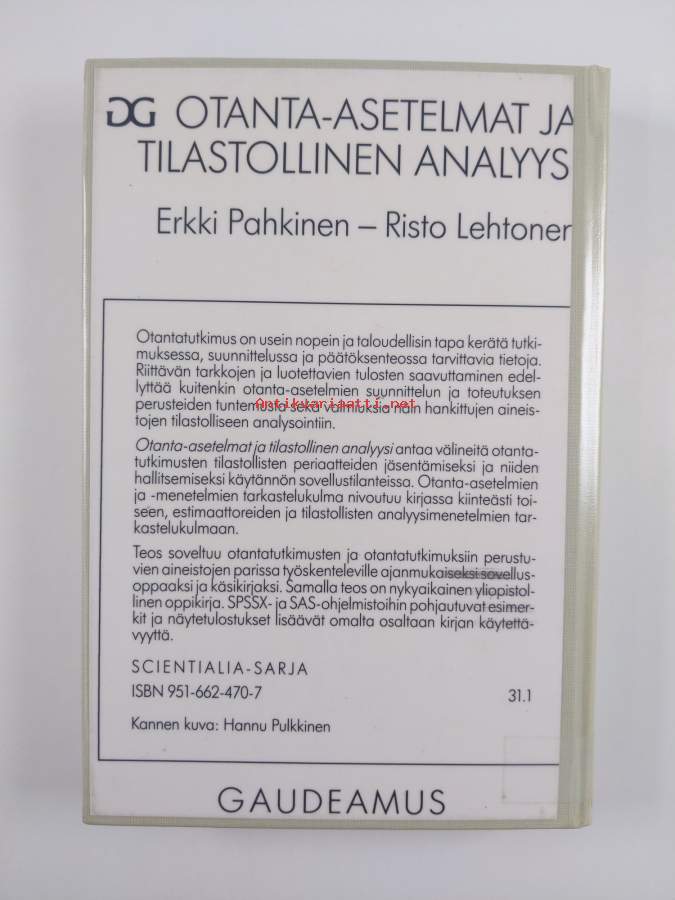 OTANTA-ASETELMAT JA
TILASTOLLINEN ANALYYS
Erkki Pahkinen – Risto Lehtonen
Otantatutkimus on usein nopein ja taloudellisin tapa kerätä tutki-
muksessa, suunnittelussa ja päätöksenteossa tarvittavia tietoja.
Riittävän tarkkojen ja luotettavien tulosten saavuttaminen edel-
lyttää kuitenkin otanta-asetelmien suunnittelun ja toteutuksen
perusteiden tuntemusta sekä valmiuksia näin hankittujen aineis-
Antikvariaatti.net
tojen tilastolliseen analysointiin.
Otanta-asetelmat ja tilastollinen analyysi antaa välineitä otanta-
tutkimusten tilastollisten periaatteiden jäsentämiseksi ja niiden
hallitsemiseksi käytännön sovellustilanteissa. Otanta-asetelmien
ja -menetelmien tarkastelukulma nivoutuu kirjassa kiinteästi toi-
seen, estimaattoreiden ja tilastollisten analyysimenetelmien tar-
kastelukulmaan.
Teos soveltuu otantatutkimusten ja otantatutkimuksiin perustu-
vien aineistojen parissa työskenteleville ajanmukaiseksi sovellus-
oppaaksi ja käsikirjaksi. Samalla teos on nykyaikainen yliopistol-
linen oppikirja. SPSSX- ja SAS-ohjelmistoihin pohjautuvat esimer-
kit ja näytetulostukset lisäävät omalta osaltaan kirjan käytettä-
vyyttä.
SCIENTIALIA-SARJA
ISBN 951-662-470-7 31.1
Kannen kuva: Hannu Pulkkinen
GAUDEAMUS